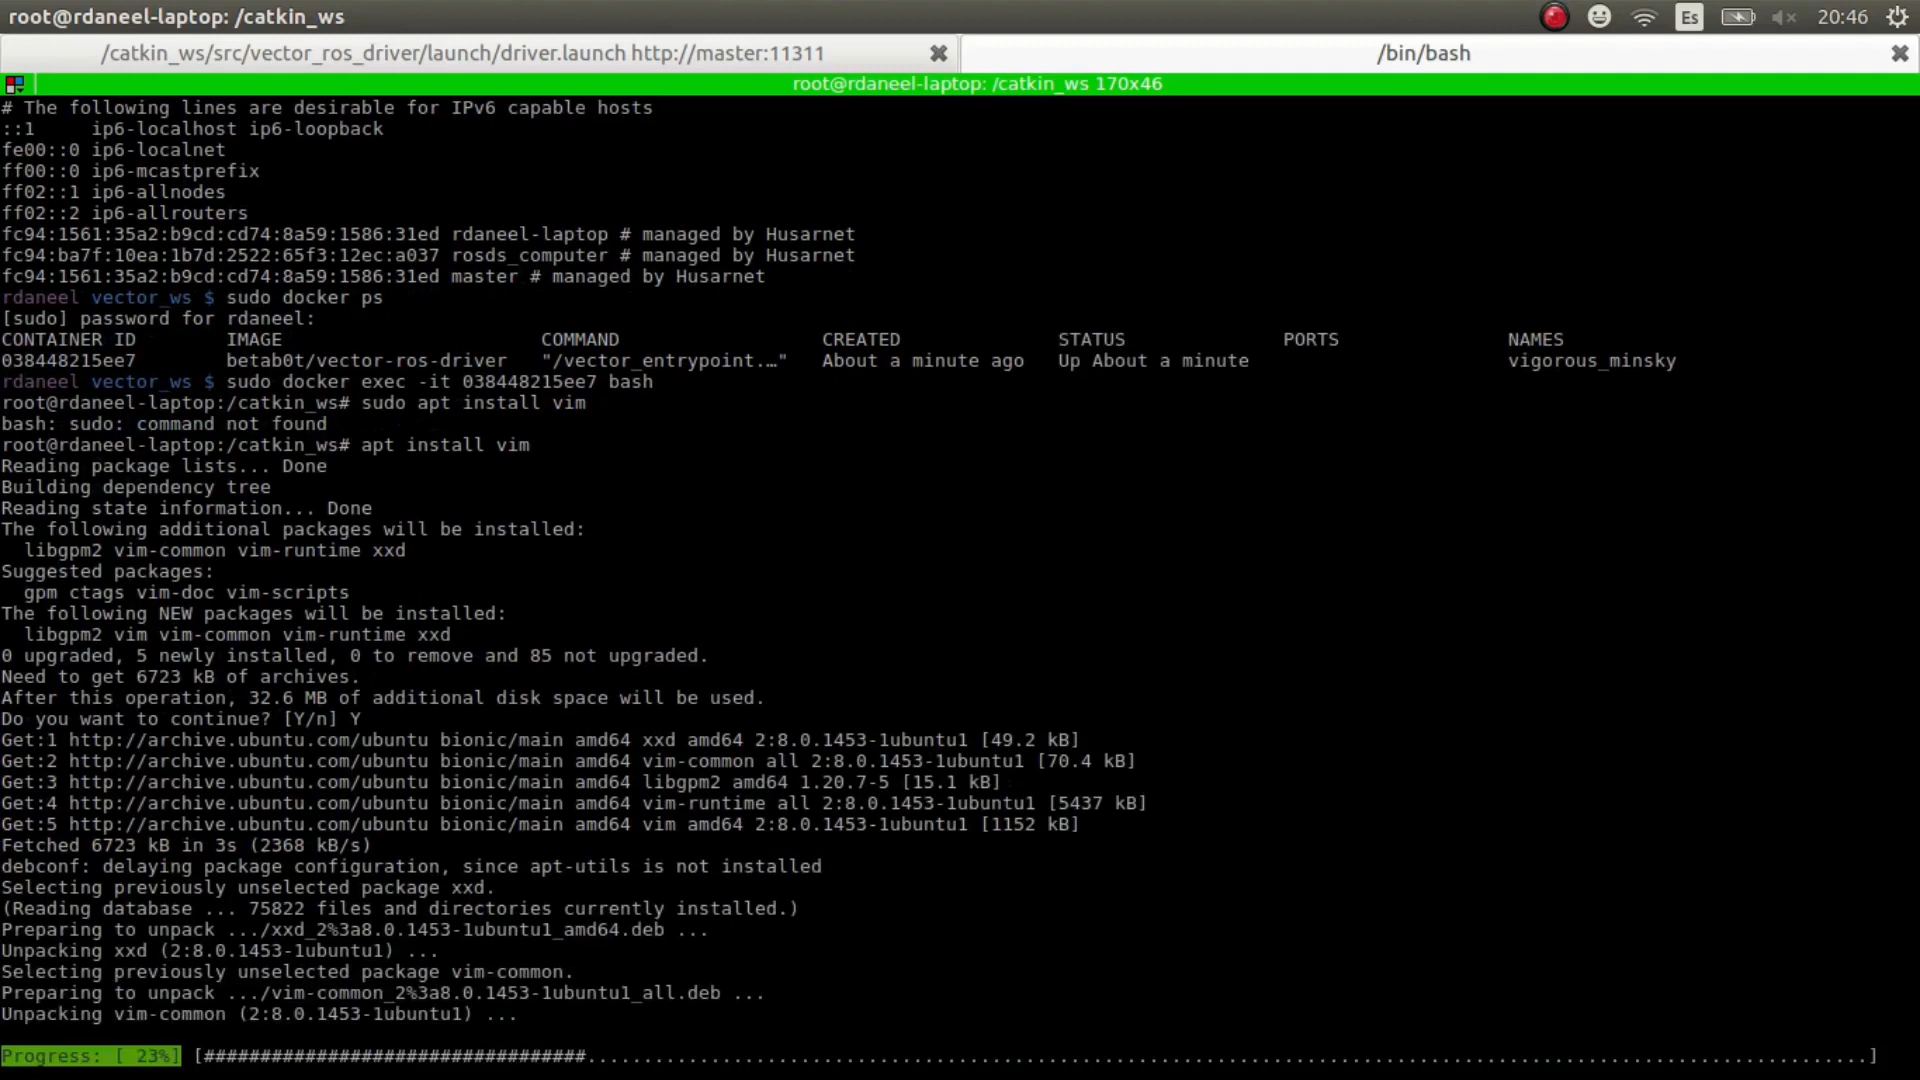 root@rdaneel-laptop: /catkin_ws
Es
20:46
/catkin_ws/src/vector_ros_driver/launch/driver.launch http://master:11311
/bin/bash
root@rdaneel-laptop: /catkin_ws 170x46
# The following lines are desirable for IPv6 capable hosts
::1     ip6-localhost ip6-loopback
fe00::0 ip6-localnet
ff00::0 ip6-mcastprefix
ff02::1 ip6-allnodes
ff02::2 ip6-allrouters
fc94:1561:35a2:b9cd:cd74:8a59:1586:31ed rdaneel-laptop # managed by Husarnet
fc94:ba7f:10ea:1b7d:2522:65f3:12ec:a037 rosds_computer # managed by Husarnet
fc94:1561:35a2:b9cd:cd74:8a59:1586:31ed master # managed by Husarnet
rdaneel vector_ws $ sudo docker ps
[sudo] password for rdaneel:
CONTAINER ID        IMAGE                       COMMAND                  CREATED              STATUS              PORTS               NAMES
038448215ee7        betab0t/vector-ros-driver   "/vector_entrypoint.…"   About a minute ago   Up About a minute                       vigorous_minsky
rdaneel vector_ws $ sudo docker exec -it 038448215ee7 bash
root@rdaneel-laptop:/catkin_ws# sudo apt install vim
bash: sudo: command not found
root@rdaneel-laptop:/catkin_ws# apt install vim
Reading package lists... Done
Building dependency tree
Reading state information... Done
The following additional packages will be installed:
  libgpm2 vim-common vim-runtime xxd
Suggested packages:
  gpm ctags vim-doc vim-scripts
The following NEW packages will be installed:
  libgpm2 vim vim-common vim-runtime xxd
0 upgraded, 5 newly installed, 0 to remove and 85 not upgraded.
Need to get 6723 kB of archives.
After this operation, 32.6 MB of additional disk space will be used.
Do you want to continue? [Y/n] Y
Get:1 http://archive.ubuntu.com/ubuntu bionic/main amd64 xxd amd64 2:8.0.1453-1ubuntu1 [49.2 kB]
Get:2 http://archive.ubuntu.com/ubuntu bionic/main amd64 vim-common all 2:8.0.1453-1ubuntu1 [70.4 kB]
Get:3 http://archive.ubuntu.com/ubuntu bionic/main amd64 libgpm2 amd64 1.20.7-5 [15.1 kB]
Get:4 http://archive.ubuntu.com/ubuntu bionic/main amd64 vim-runtime all 2:8.0.1453-1ubuntu1 [5437 kB]
Get:5 http://archive.ubuntu.com/ubuntu bionic/main amd64 vim amd64 2:8.0.1453-1ubuntu1 [1152 kB]
Fetched 6723 kB in 3s (2368 kB/s)
debconf: delaying package configuration, since apt-utils is not installed
Selecting previously unselected package xxd.
(Reading database ... 75822 files and directories currently installed.)
Preparing to unpack .../xxd_2%3a8.0.1453-1ubuntu1_amd64.deb ...
Unpacking xxd (2:8.0.1453-1ubuntu1) ...
Selecting previously unselected package vim-common.
Preparing to unpack .../vim-common_2%3a8.0.1453-1ubuntu1_all.deb ...
Unpacking vim-common (2:8.0.1453-1ubuntu1) ...
Progress: [ 23%] [##################################..................................................................................................................]